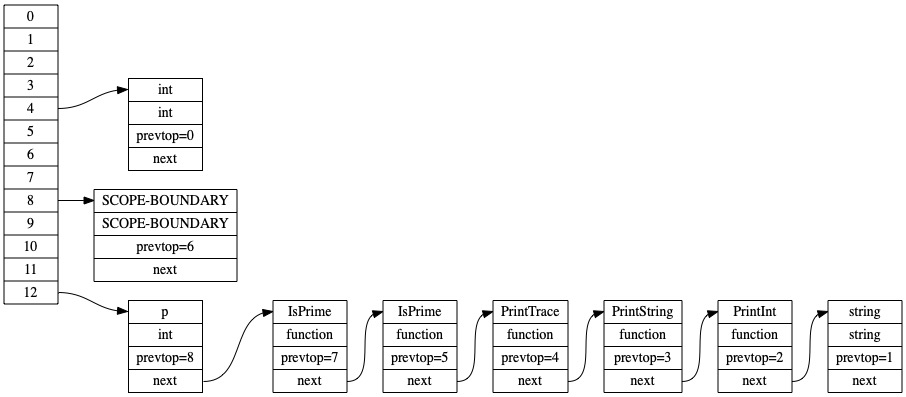 0
1
2
3
4
5
6
7
8
9
10
11
12
int
int
prevtop=0
next
SCOPE-BOUNDARY
SCOPE-BOUNDARY
prevtop=6
next
p
int
prevtop=8
next
IsPrime
function
prevtop=7
next
IsPrime
function
prevtop=5
next
PrintTrace
function
prevtop=4
next
PrintString
function
prevtop=3
next
PrintInt
function
prevtop=2
next
string
string
prevtop=1
next